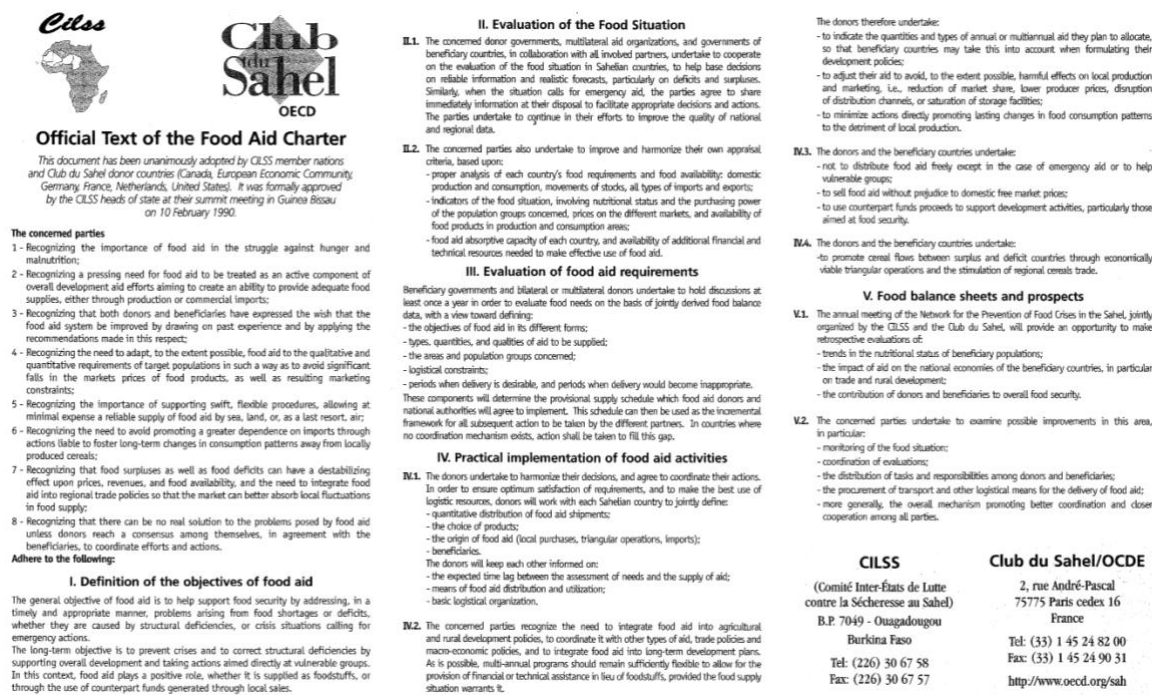 Cilss
Club
du
Sahel
OECD
Official Text of the Food Aid Charter
This document has been unanimously adopted by CILSS member nations
and Club du Sahel donor countries (Canada, European Economic Community,
Germany, France, Netherlands, United States). It was formally approved
by the CILSS heads of state at their summit meeting in Guinea Bissau
on 10 February 1990.
The concerned parties
1 - Recognizing the importance of food aid in the struggle against hunger and
malnutrition;
2 - Recognizing a pressing need for food aid to be treated as an active component of
overall development aid efforts aiming to create an ability to provide adequate food
supplies, either through production or commercial imports;
3 - Recognizing that both donors and beneficiaries have expressed the wish that the
food aid system be improved by drawing on past experience and by applying the
recommendations made in this respect;
4 - Recognizing the need to adapt, to the extent possible, food aid to the qualitative and
quantitative requirements of target populations in such a way as to avoid significant
falls in the markets prices of food products, as well as resulting marketing
constraints;
5 - Recognizing the importance of supporting swift, flexible procedures, allowing at
minimal expense a reliable supply of food aid by sea, land, or, as a last resort, air;
6 - Recognizing the need to avoid promoting a greater dependence on imports through
actions liable to foster long-term changes in consumption patterns away from locally
produced cereals;
7 - Recognizing that food surpluses as well as food deficits can have a destabilizing
effect upon prices, revenues, and food availability, and the need to integrate food
aid into regional trade policies so that the market can better absorb local fluctuations
in food supply;
8 - Recognizing that there can be no real solution to the problems posed by food aid
unless donors reach a consensus among themselves, in agreement with the
beneficiaries, to coordinate efforts and actions.
Adhere to the following:
I. Definition of the objectives of food aid
The general objective of food aid is to help support food security by addressing, in a
timely and appropriate manner, problems arising from food shortages or deficits,
whether they are caused by structural deficiencies, or crisis situations calling for
emergency actions.
The long-term objective is to prevent crises and to correct structural deficiencies by
supporting overall development and taking actions aimed directly at vulnerable groups.
In this context, food aid plays a positive role, whether it is supplied as foodstuffs, or
through the use of counterpart funds generated through local sales.
II. Evaluation of the Food Situation
II.1. The concerned donor governments, multilateral aid organizations, and governments of
beneficiary countries, in collaboration with all involved partners, undertake to cooperate
on the evaluation of the food situation in Sahelian countries, to help base decisions
on reliable information and realistic forecasts, particularly on deficits and surpluses.
Similarly, when the situation calls for emergency aid, the parties agree to share
immediately information at their disposal to facilitate appropriate decisions and actions.
The parties undertake to continue in their efforts to improve the quality of national
and regional data.
II.2. The concerned parties also undertake to improve and harmonize their own appraisal
criteria, based upon:
- proper analysis of each country's food requirements and food availability: domestic
production and consumption, movements of stocks, all types of imports and exports;
- indicators of the food situation, involving nutritional status and the purchasing power
of the population groups concerned, prices on the different markets, and availability of
food products in production and consumption areas;
- food aid absorptive capacity of each country, and availability of additional financial and
technical resources needed to make effective use of food aid.
III. Evaluation of food aid requirements
Beneficiary governments and bilateral or multilateral donors undertake to hold discussions at
least once a year in order to evaluate food needs on the basis of jointly derived food balance
data, with a view toward defining:
- the objectives of food aid in its different forms;
- types, quantities, and qualities of aid to be supplied;
- the areas and population groups concerned;
- logistical constraints;
- periods when delivery is desirable, and periods when delivery would become inappropriate.
These components will determine the provisional supply schedule which food aid donors and
national authorities will agree to implement. This schedule can then be used as the incremental
framework for all subsequent action to be taken by the different partners. In countries where
no coordination mechanism exists, action shall be taken to fill this gap.
IV. Practical implementation of food aid activities
IV.1. The donors undertake to harmonize their decisions, and agree to coordinate their actions.
In order to ensure optimum satisfaction of requirements, and to make the best use of
logistic resources, donors will work with each Sahelian country to jointly define:
- quantitative distribution of food aid shipments;
- the choice of products;
- the origin of food aid (local purchases, triangular operations, imports);
- beneficiaries.
The donors will keep each other informed on:
- the expected time lag between the assessment of needs and the supply of aid;
- means of food aid distribution and utilization;
- basic logistical organization.
IV.2. The concerned parties recognize the need to integrate food aid into agricultural
and rural development policies, to coordinate it with other types of aid, trade policies and
macro-economic policies, and to integrate food aid into long-term development plans.
As is possible, multi-annual programs should remain sufficiently flexible to allow for the
provision of financial or technical assistance in lieu of foodstuffs, provided the food supply
situation warrants it.
The donors therefore undertake:
- to indicate the quantities and types of annual or multiannual aid they plan to allocate,
so that beneficiary countries may take this into account when formulating their
development policies;
- to adjust their aid to avoid, to the extent possible, harmful effects on local production
and marketing, i.e., reduction of market share, lower producer prices, disruption
of distribution channels, or saturation of storage facilities;
- to minimize actions directly promoting lasting changes in food consumption patterns
to the detriment of local production.
IV.3. The donors and the beneficiary countries undertake:
- not to distribute food aid freely except in the case of emergency aid or to help
vulnerable groups;
- to sell food aid without prejudice to domestic free market prices;
- to use counterpart funds proceeds to support development activities, particularly those
aimed at food security.
IV.4. The donors and the beneficiary countries undertake:
-to promote cereal flows between surplus and deficit countries through economically
viable triangular operations and the stimulation of regional cereals trade.
V. Food balance sheets and prospects
V.1. The annual meeting of the Network for the Prevention of Food Crises in the Sahel, jointly
organized by the CILSS and the Club du Sahel, will provide an opportunity to make
retrospective evaluations of:
- trends in the nutritional status of beneficiary populations;
- the impact of aid on the national economies of the beneficiary countries, in particular
on trade and rural development;
- the contribution of donors and beneficiaries to overall food security.
V.2. The concerned parties undertake to examine possible improvements in this area,
in particular:
- monitoring of the food situation;
- coordination of evaluations;
- the distribution of tasks and responsibilities among donors and beneficiaries;
- the procurement of transport and other logistical means for the delivery of food aid;
- more generally, the overall mechanism promoting better coordination and closer
cooperation among all parties.
CILSS
(Comité Inter-États de Lutte
contre la Sécheresse au Sahel)
B.P. 7049 - Ouagadougou
Burkina Faso
Tel: (226) 30 67 58
Fax: (226) 30 67 57
Club du Sahel/OCDE
2, rue André-Pascal
75775 Paris cedex 16
France
Tel: (33) 1 45 24 82 00
Fax: (33) 1 45 24 90 31
http://www.oecd.org/sah